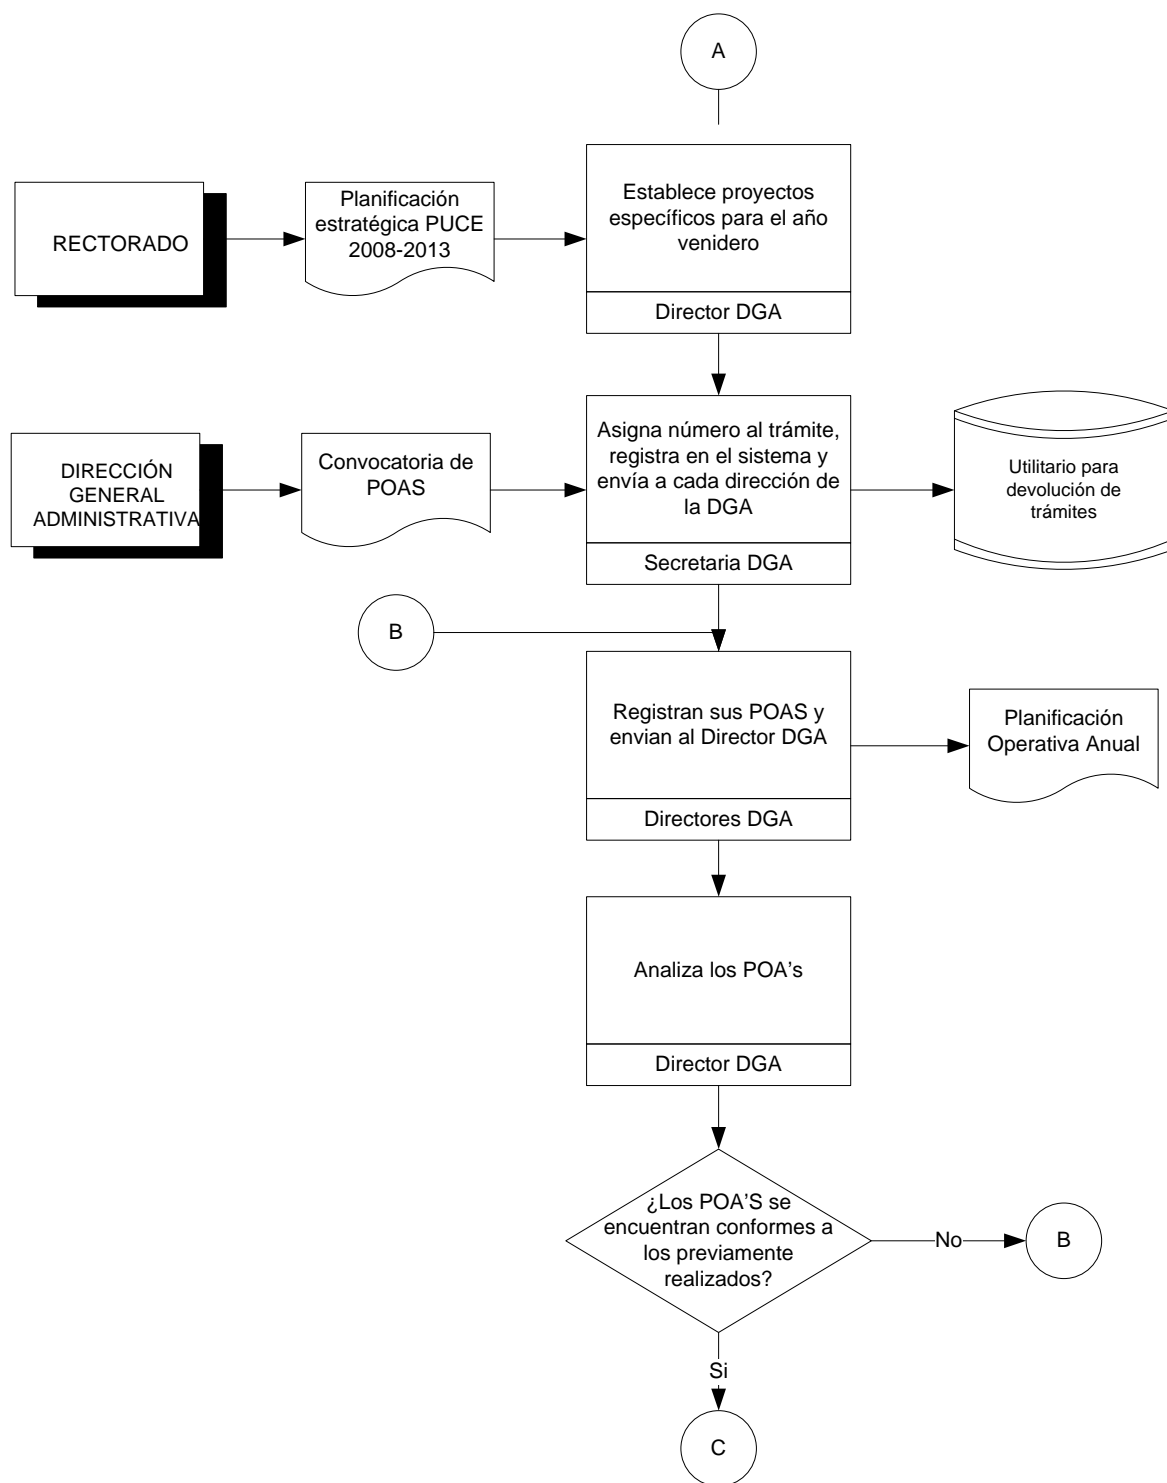 A
RECTORADO
Planificación
estratégica PUCE
2008-2013
Establece proyectos
específicos para el año
venidero
Director DGA
DIRECCIÓN
GENERAL
ADMINISTRATIVA
Convocatoria de
POAS
Asigna número al trámite,
registra en el sistema y
envía a cada dirección de
la DGA
Secretaria DGA
Utilitario para
devolución de
trámites
B
Registran sus POAS y
envian al Director DGA
Directores DGA
Planificación
Operativa Anual
Analiza los POA's
Director DGA
¿Los POA'S se
encuentran conformes a
los previamente
realizados?
No
B
Si
C